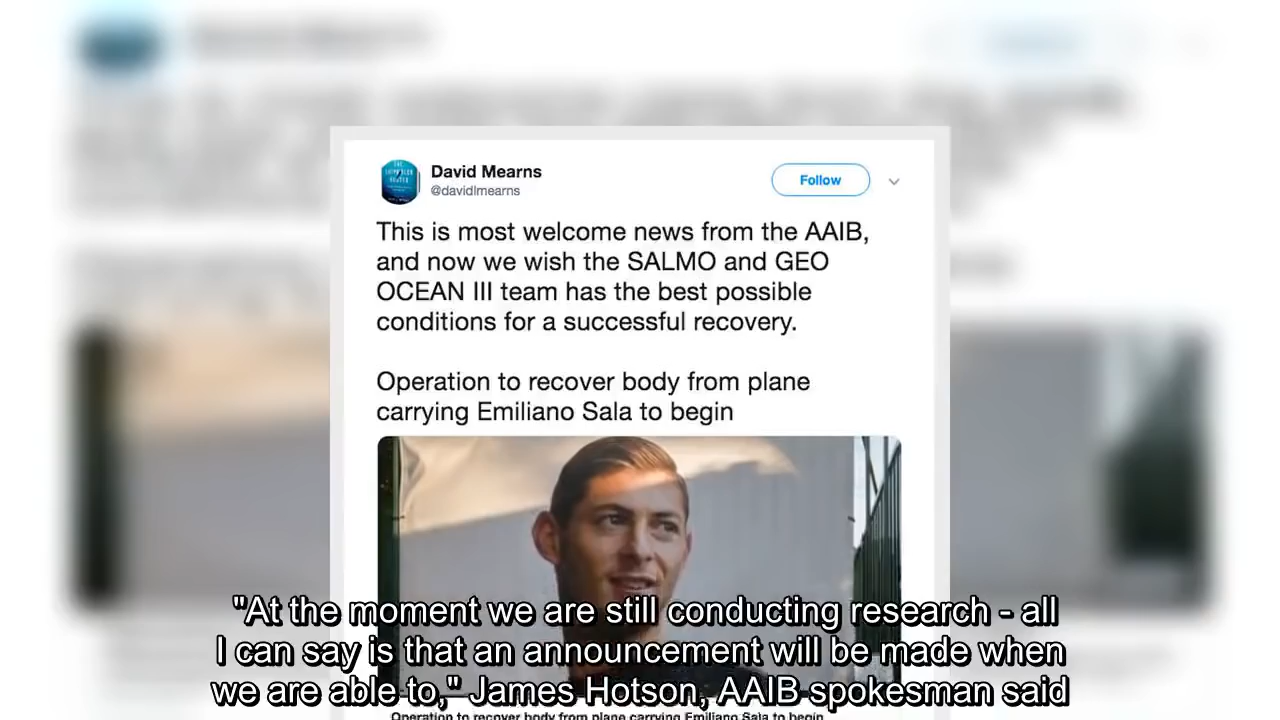 David Mearns
@davidlmearns
Follow
This is most welcome news from the AAIB,
and now we wish the SALMO and GEO
OCEAN III team has the best possible
conditions for a successful recovery.
Operation to recover body from plane
carrying Emiliano Sala to begin
"At the moment we are still conducting research - all
I can say is that an announcement will be made when
we are able to," James Hotson, AAIB spokesman said
Operation to recover body from plane carrying Emiliano Sala to begin